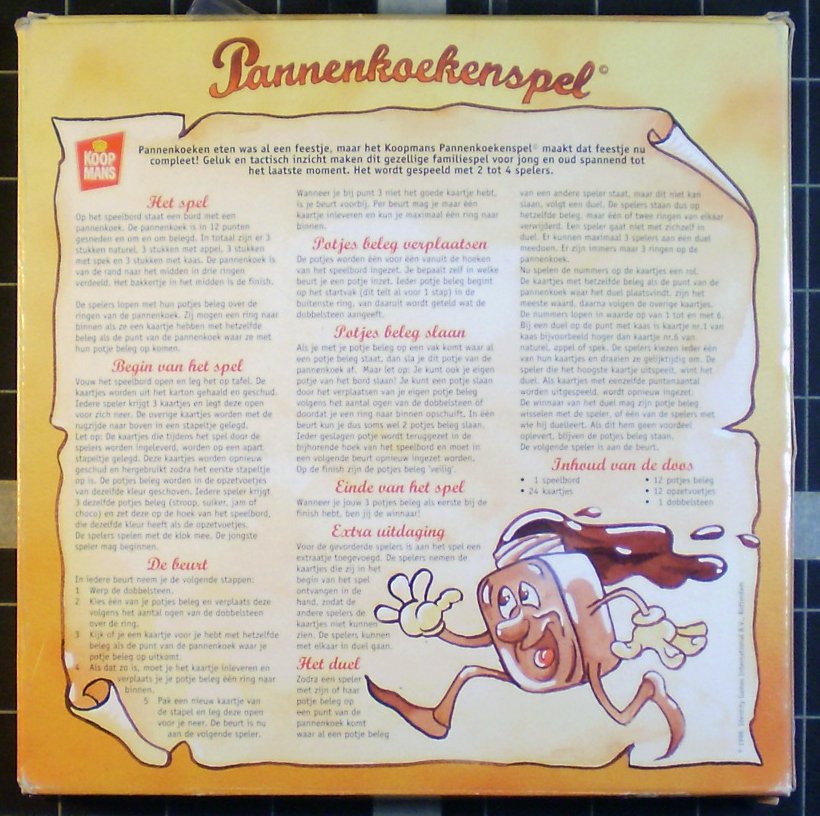 Pannenkoekenspel©
KOOP
MANS
Pannenkoeken eten was al een feestje, maar het Koopmans Pannenkoekenspel© maakt dat feestje nu
compleet! Geluk en tactisch inzicht maken dit gezellige familiespel voor jong en oud spannend tot
het laatste moment. Het wordt gespeeld met 2 tot 4 spelers.
Het spel
Op het speelbord staat een bord met een
pannenkoek. De pannenkoek is in 12 punten
gesneden en om en om belegd. In totaal zijn er 3
stukken naturel, 3 stukken met appel, 3 stukken
met spek en 3 stukken met kaas. De pannenkoek is
van de rand naar het midden in drie ringen
verdeeld. Het bakkertje in het midden is de finish.
De spelers lopen met hun potjes beleg over de
ringen van de pannenkoek. Zij mogen een ring naar
binnen als ze een kaartje hebben met hetzelfde
beleg als de punt van de pannenkoek waar ze met
hun potje beleg op komen.
Begin van het spel
Vouw het speelbord open en leg het op tafel. De
kaartjes worden uit het karton gehaald en geschud.
Iedere speler krijgt 3 kaartjes en legt deze open
voor zich neer. De overige kaartjes worden met de
rugzijde naar boven in een stapeltje gelegd.
Let op: De kaartjes die tijdens het spel door de
spelers worden ingeleverd, worden op een apart
stapeltje gelegd. Deze kaartjes worden opnieuw
geschud en hergebruikt zodra het eerste stapeltje
op is. De potjes beleg worden in de opzetvoetjes
van dezelfde kleur geschoven. Iedere speler krijgt
3 dezelfde potjes beleg (stroop, suiker, jam of
choco) en zet deze op de hoek van het speelbord,
die dezelfde kleur heeft als de opzetvoetjes.
De spelers spelen met de klok mee. De jongste
speler mag beginnen.
De beurt
In iedere beurt neem je de volgende stappen:
1 Werp de dobbelsteen.
2 Kies één van je potjes beleg en verplaats deze
volgens het aantal ogen van de dobbelsteen
over de ring.
3 Kijk of je een kaartje voor je hebt met hetzelfde
beleg als de punt van de pannenkoek waar je
potje beleg op uitkomt.
4 Als dat zo is, moet je het kaartje inleveren en
verplaats je je potje beleg één ring naar
binnen.
5 Pak een nieuw kaartje van
de stapel en leg deze open
voor je neer. De beurt is nu
aan de volgende speler.
Wanneer je bij punt 3 niet het goede kaartje hebt,
is je beurt voorbij. Per beurt mag je maar één
kaartje inleveren en kun je maximaal één ring naar
binnen.
Potjes beleg verplaatsen
De potjes worden één voor één vanuit de hoeken
van het speelbord ingezet. Je bepaalt zelf in welke
beurt je een potje inzet. Ieder potje beleg begint
op het startvak (dit telt al voor 1 stap) in de
buitenste ring, van daaruit wordt geteld wat de
dobbelsteen aangeeft.
Potjes beleg slaan
Als je met je potje beleg op een vak komt waar al
een potje beleg staat, dan sla je dit potje van de
pannenkoek af. Maar let op: Je kunt ook je eigen
potje van het bord slaan! Je kunt een potje slaan
door het verplaatsen van je eigen potje beleg
volgens het aantal ogen van de dobbelsteen óf
doordat je een ring naar binnen opschuift. In één
beurt kun je dus soms wel 2 potjes beleg slaan.
Ieder geslagen potje wordt teruggezet in de
bijhorende hoek van het speelbord en moet in
een volgende beurt opnieuw ingezet worden.
Op de finish zijn de potjes beleg 'veilig'.
Einde van het spel
Wanneer je jouw 3 potjes beleg als eerste bij de
finish hebt, ben jij de winnaar!
Extra uitdaging
Voor de gevorderde spelers is aan het spel een
extraatje toegevoegd. De spelers nemen de
kaartjes die zij in het
begin van het spel
ontvangen in de
hand, zodat de
andere spelers de
kaartjes niet kunnen
zien. De spelers kunnen
met elkaar in duel gaan.
Het duel
Zodra een speler
met zijn of haar
potje beleg op
een punt van de
pannenkoek komt
waar al een potje beleg
van een andere speler staat, maar dit niet kan
slaan, volgt een duel. De spelers staan dus op
hetzelfde beleg, maar één of twee ringen van elkaar
verwijderd. Een speler gaat niet met zichzelf in
duel. Er kunnen maximaal 3 spelers aan één duel
meedoen. Er zijn immers maar 3 ringen op de
pannenkoek.
Nu spelen de nummers op de kaartjes een rol.
De kaartjes met hetzelfde beleg als de punt van de
pannenkoek waar het duel plaatsvindt, zijn het
meeste waard, daarna volgen de overige kaartjes.
De nummers lopen in waarde op van 1 tot en met 6.
Bij een duel op de punt met kaas is kaartje nr.1 van
kaas bijvoorbeeld hoger dan kaartje nr.6 van
naturel, appel of spek. De spelers kiezen ieder één
van hun kaartjes en draaien ze gelijktijdig om. De
speler die het hoogste kaartje uitspeelt, wint het
duel. Als kaartjes met eenzelfde puntenaantal
worden uitgespeeld, wordt opnieuw ingezet.
De winnaar van het duel mag zijn potje beleg
wisselen met de speler, of één van de spelers met
wie hij duelleert. Als dit hem geen voordeel
oplevert, blijven de potjes beleg staan.
De volgende speler is aan de beurt.
Inhoud van de doos
• 1 speelbord
• 24 kaartjes
• 12 potjes beleg
• 12 opzetvoetjes
• 1 dobbelsteen
© 1998 Identity Games International B.V., Rotterdam